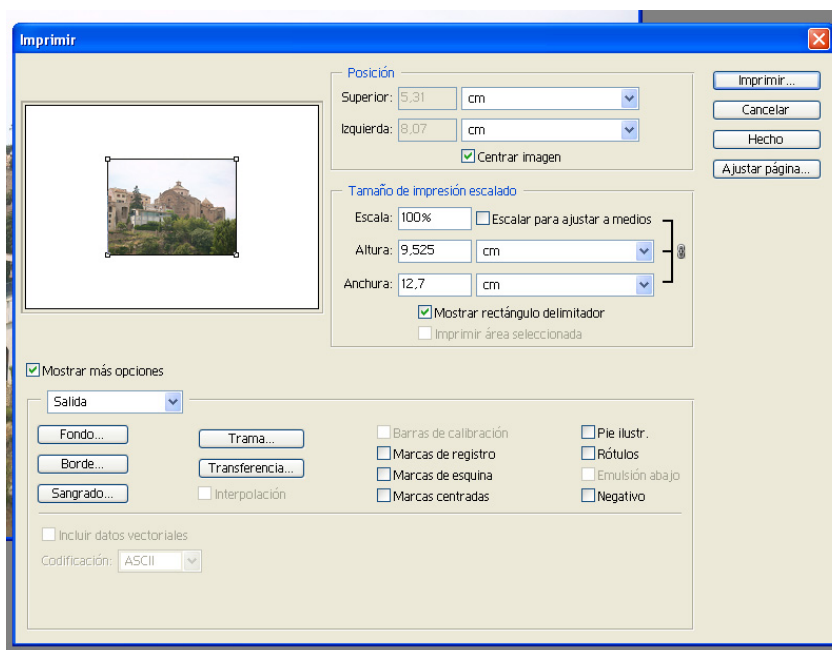 Imprimir
Posición
Superior: 5,31 cm
Izquierda: 8,07 cm
Centrar imagen
Imprimir...
Cancelar
Hecho
Ajustar página...
Tamaño de impresión escalado
Escala: 100% Escalar para ajustar a medios
Altura: 9,525 cm
Anchura: 12,7 cm
Mostrar rectángulo delimitador
Imprimir área seleccionada
Mostrar más opciones
Salida
Fondo...
Borde...
Sangrado...
Trama...
Transferencia...
Interpolación
Barras de calibración
Marcas de registro
Marcas de esquina
Marcas centradas
Pie ilustr.
Rótulos
Emulsión abajo
Negativo
Incluir datos vectoriales
Codificación: ASCII